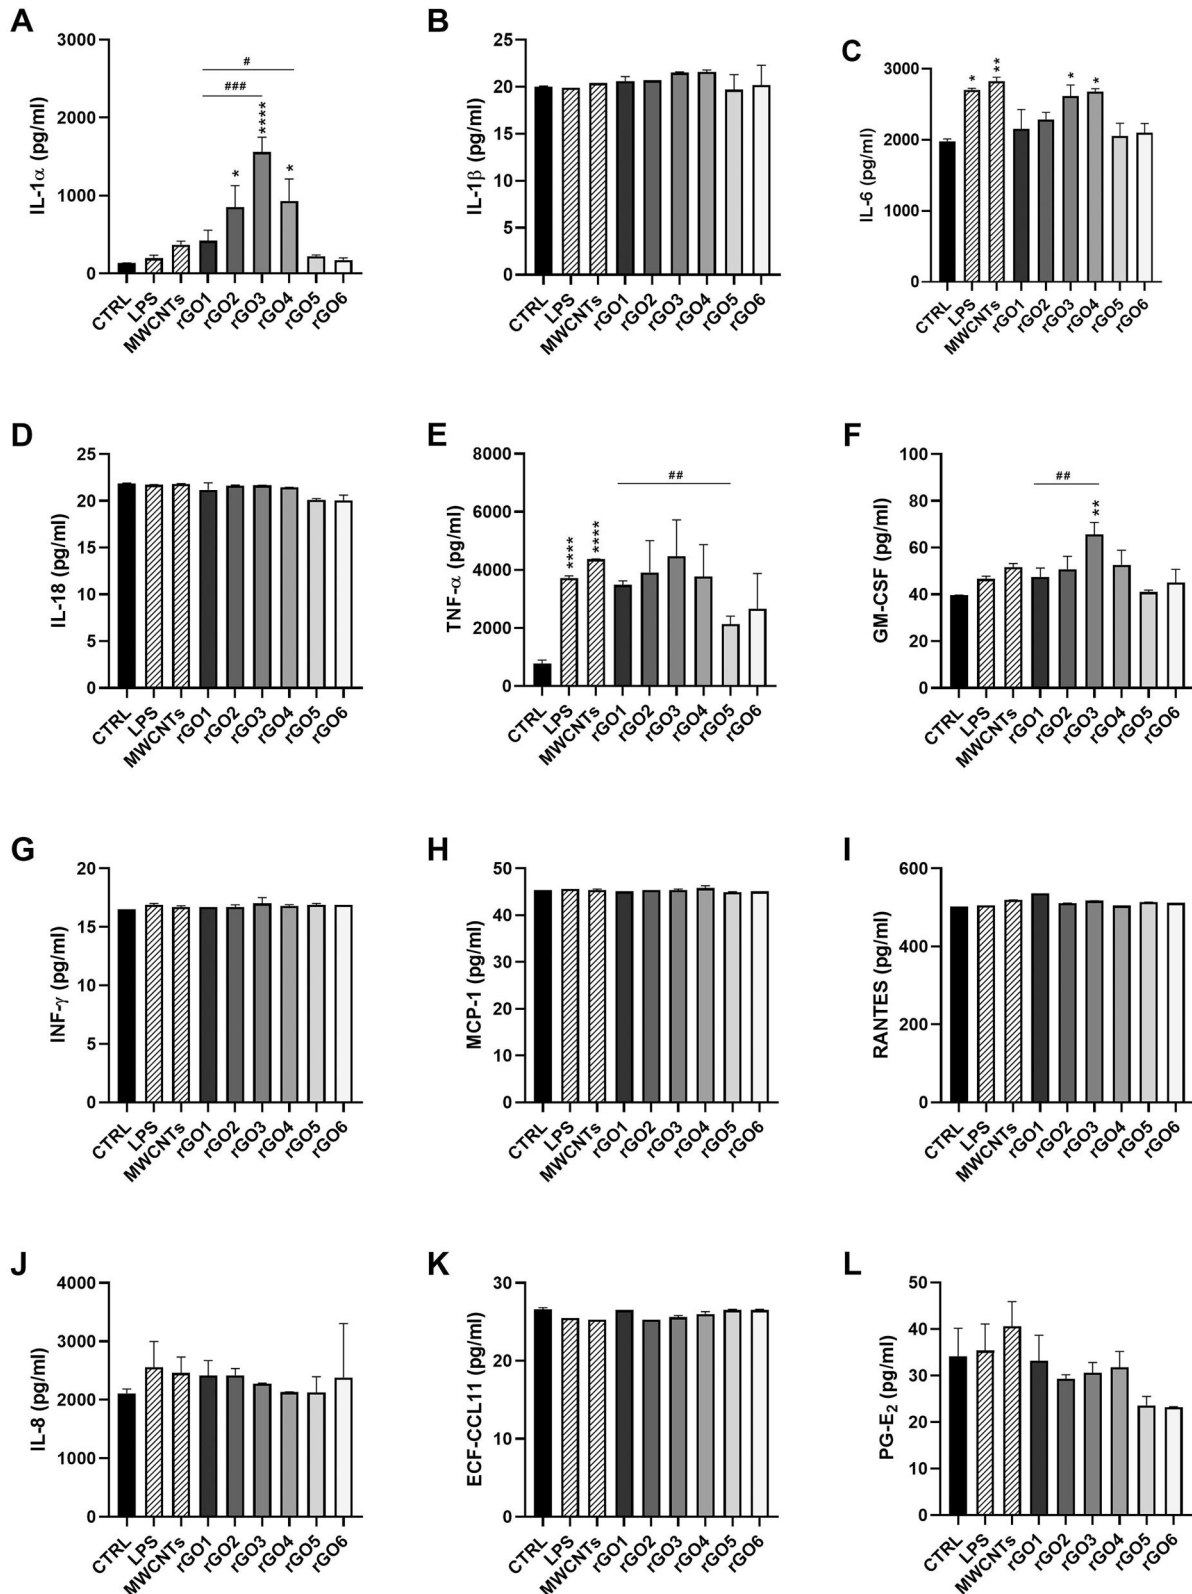 A
IL-1α (pg/ml)
3000
2000
1000
0
#
###
*
****
*
CTRL
LPS
MWCNTs
rGO1
rGO2
rGO3
rGO4
rGO5
rGO6
B
IL-1β (pg/ml)
25
20
15
10
5
0
CTRL
LPS
MWCNTs
rGO1
rGO2
rGO3
rGO4
rGO5
rGO6
C
IL-6 (pg/ml)
3000
2000
1000
0
*
**
*
*
CTRL
LPS
MWCNTs
rGO1
rGO2
rGO3
rGO4
rGO5
rGO6
D
IL-18 (pg/ml)
25
20
15
10
5
0
CTRL
LPS
MWCNTs
rGO1
rGO2
rGO3
rGO4
rGO5
rGO6
E
TNF-α (pg/ml)
8000
6000
4000
2000
0
##
****
****
CTRL
LPS
MWCNTs
rGO1
rGO2
rGO3
rGO4
rGO5
rGO6
F
GM-CSF (pg/ml)
100
80
60
40
20
0
##
**
CTRL
LPS
MWCNTs
rGO1
rGO2
rGO3
rGO4
rGO5
rGO6
G
INF-γ (pg/ml)
20
15
10
5
0
CTRL
LPS
MWCNTs
rGO1
rGO2
rGO3
rGO4
rGO5
rGO6
H
MCP-1 (pg/ml)
50
40
30
20
10
0
CTRL
LPS
MWCNTs
rGO1
rGO2
rGO3
rGO4
rGO5
rGO6
I
RANTES (pg/ml)
600
400
200
0
CTRL
LPS
MWCNTs
rGO1
rGO2
rGO3
rGO4
rGO5
rGO6
J
IL-8 (pg/ml)
4000
3000
2000
1000
0
CTRL
LPS
MWCNTs
rGO1
rGO2
rGO3
rGO4
rGO5
rGO6
K
ECF-CCL11 (pg/ml)
30
20
10
0
CTRL
LPS
MWCNTs
rGO1
rGO2
rGO3
rGO4
rGO5
rGO6
L
PG-E₂ (pg/ml)
50
40
30
20
10
0
CTRL
LPS
MWCNTs
rGO1
rGO2
rGO3
rGO4
rGO5
rGO6